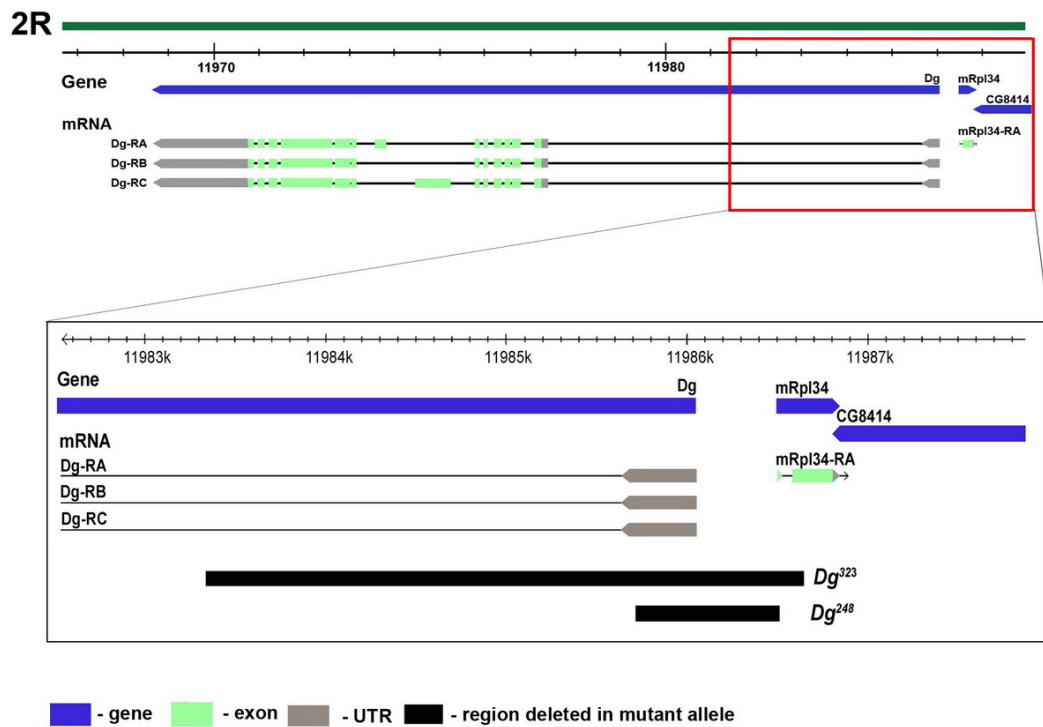 2R
11970 11980
Gene Dg mRpl34
CG8414
mRNA mRpl34-RA
Dg-RA
Dg-RB
Dg-RC
11983k 11984k 11985k 11986k 11987k
Gene Dg mRpl34
CG8414
mRNA
Dg-RA mRpl34-RA
Dg-RB
Dg-RC
Dg323
Dg248
- gene - exon - UTR - region deleted in mutant allele